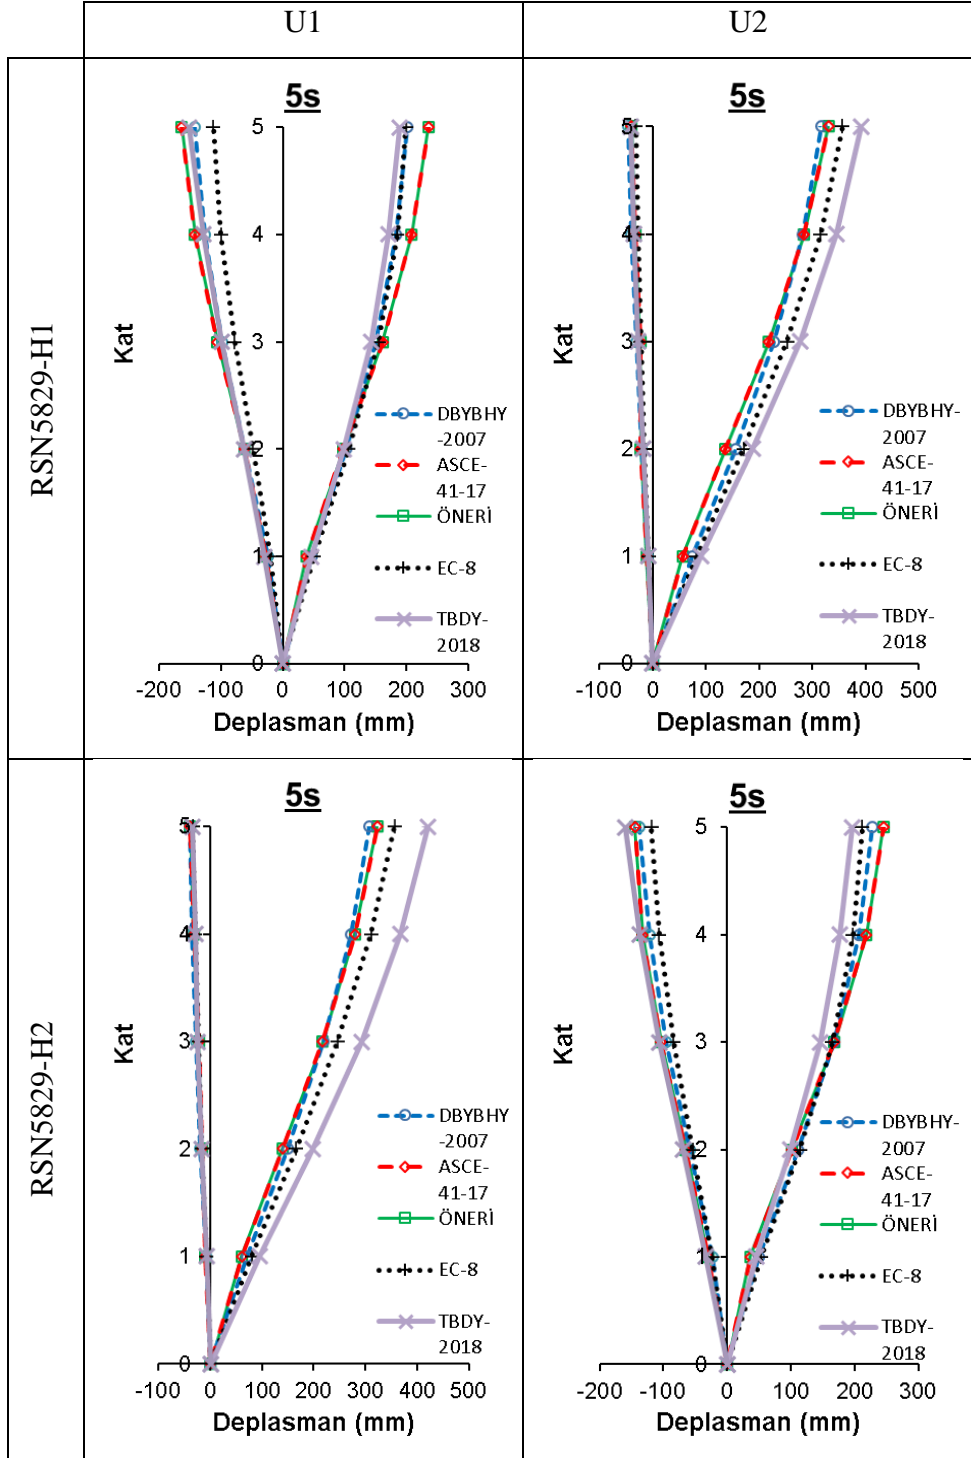 U1
U2
RSN5829-H1
5s
Kat
5
4
3
2
1
0
-200 -100 0 100 200 300
Deplasman (mm)
DBYBHY
-2007
ASCE-
41-17
ÖNERİ
EC-8
TBDY-
2018
5s
Kat
5
4
3
2
1
0
-100 0 100 200 300 400 500
Deplasman (mm)
DBYBHY-
2007
ASCE-
41-17
ÖNERİ
EC-8
TBDY-
2018
RSN5829-H2
5s
Kat
5
4
3
2
1
0
-100 0 100 200 300 400 500
Deplasman (mm)
DBYBHY
-2007
ASCE-
41-17
ÖNERİ
EC-8
TBDY-
2018
5s
Kat
5
4
3
2
1
0
-200 -100 0 100 200 300
Deplasman (mm)
DBYBHY-
2007
ASCE-
41-17
ÖNERİ
EC-8
TBDY-
2018